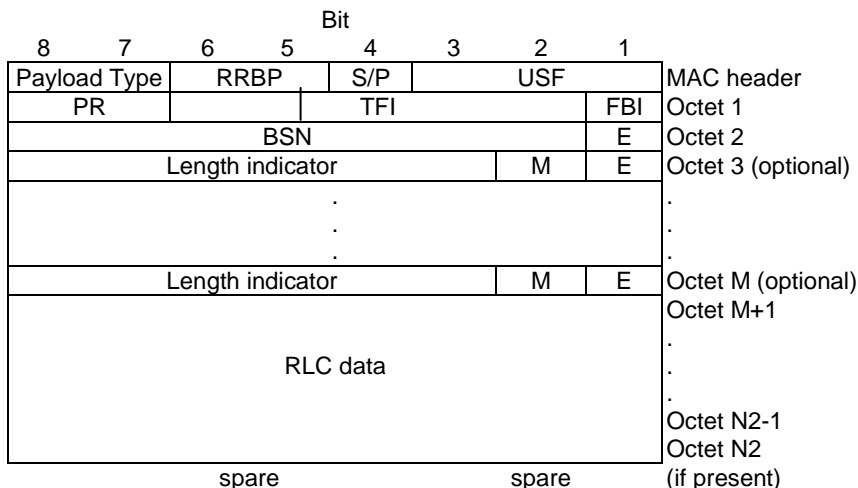 Bit
8 7 6 5 4 3 2 1
Payload Type RRBP S/P USF MAC header
PR TFI FBI Octet 1
BSN E Octet 2
Length indicator M E Octet 3 (optional)
. .
. .
. .
Length indicator M E Octet M (optional)
Octet M+1
.
RLC data .
.
Octet N2-1
Octet N2
spare spare (if present)